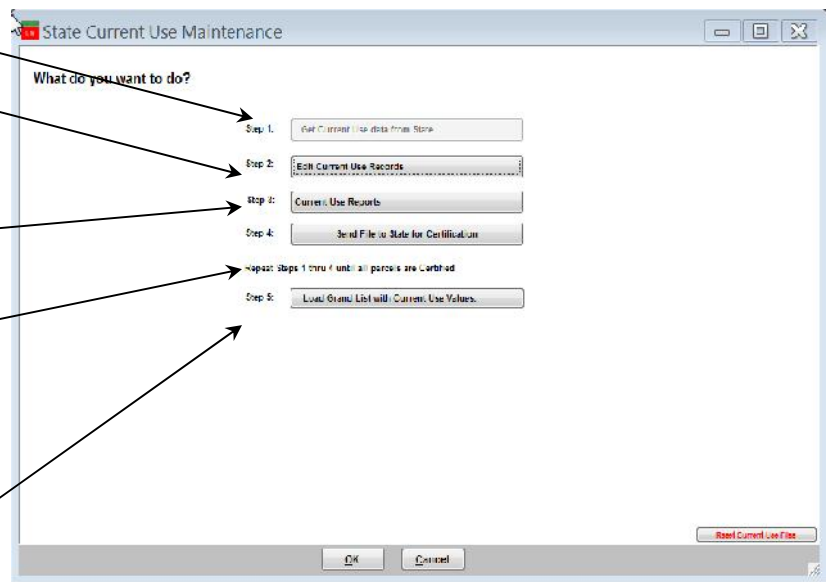 State Current Use Maintenance
What do you want to do?
Step 1: Get Current Use data from State
Step 2: Edit Current Use Records
Step 3: Current Use Reports
Step 4: Send File to State for Certification
Repeat Steps 1 thru 4 until all parcels are Certified
Step 5: Load Grand List with Current Use Values.
Reset Current Use Files
OK Cancel